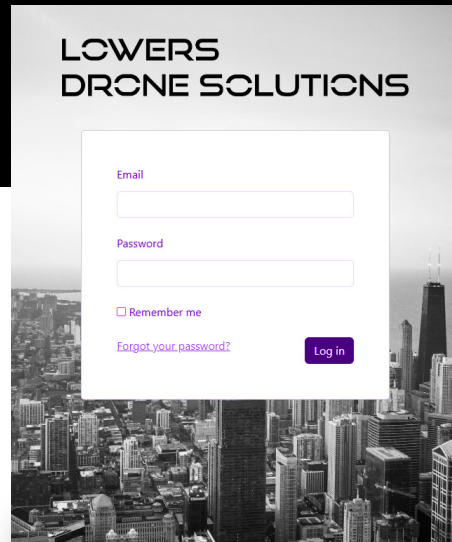 LOWERS
DRONE SOLUTIONS
Email
Password
Remember me
Forgot your password?
Log in